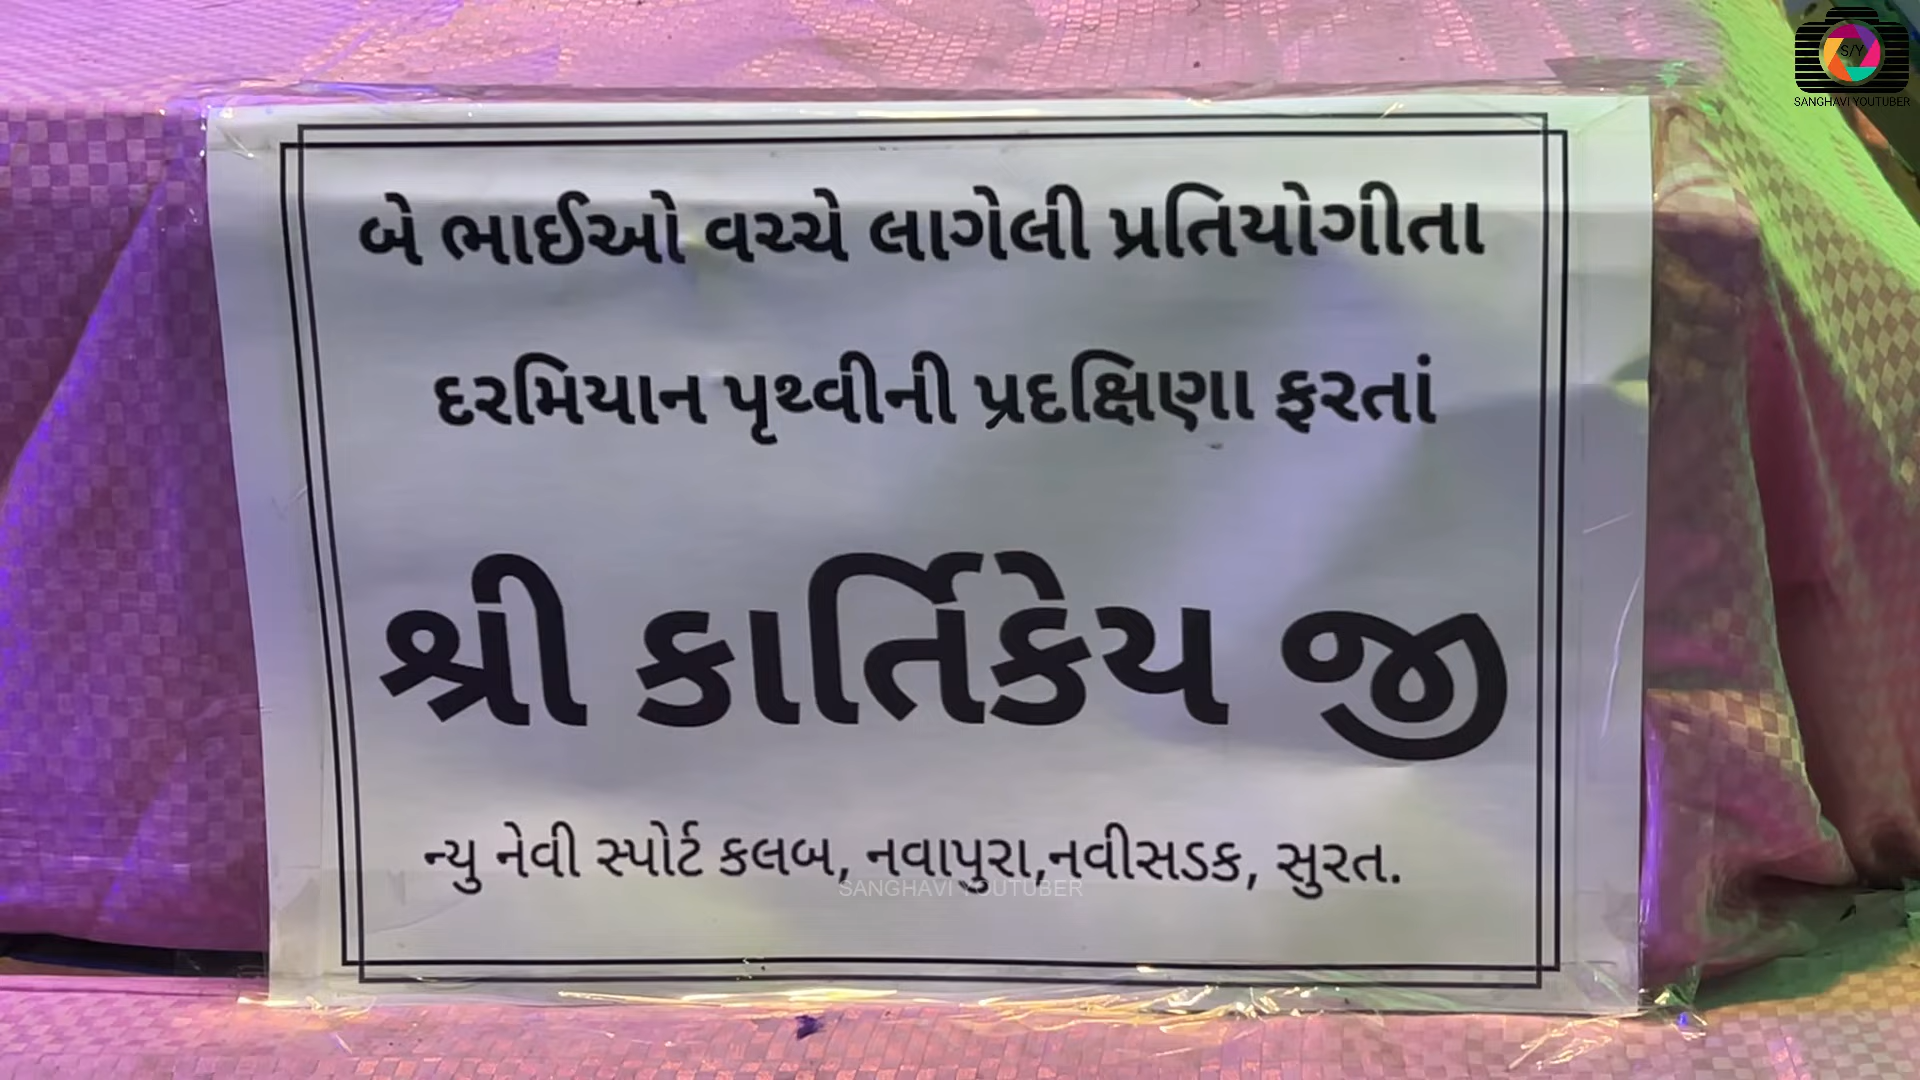 S/Y
SANGHAVI YOUTUBER
બે ભાઈઓ વચ્ચે લાગેલી પ્રતિયોગીતા
દરમિયાન પૃથ્વીની પ્રદક્ષિણા ફરતાં
શ્રી કાર્તિકેય જી
ન્યુ નેવી સ્પોર્ટ કલબ, નવાપુરા,નવીસડક, સુરત.
SANGHAVI YOUTUBER